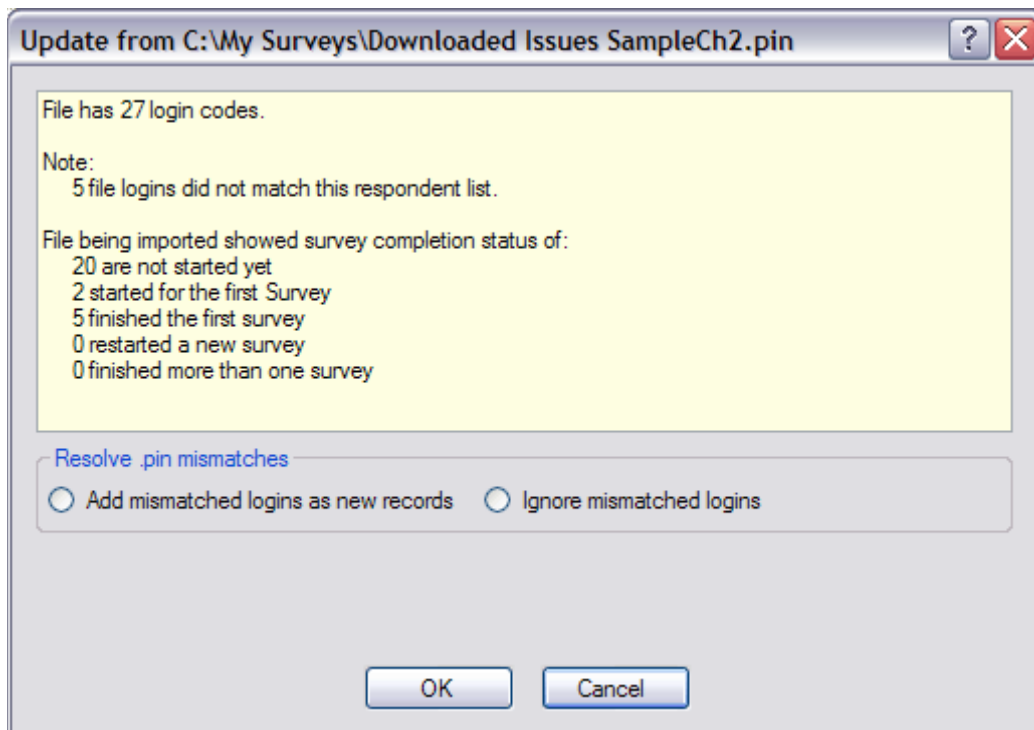 Update from C:\My Surveys\Downloaded Issues SampleCh2.pin
?
File has 27 login codes.
Note:
5 file logins did not match this respondent list.
File being imported showed survey completion status of:
20 are not started yet
2 started for the first Survey
5 finished the first survey
0 restarted a new survey
0 finished more than one survey
Resolve .pin mismatches
Add mismatched logins as new records Ignore mismatched logins
OK Cancel